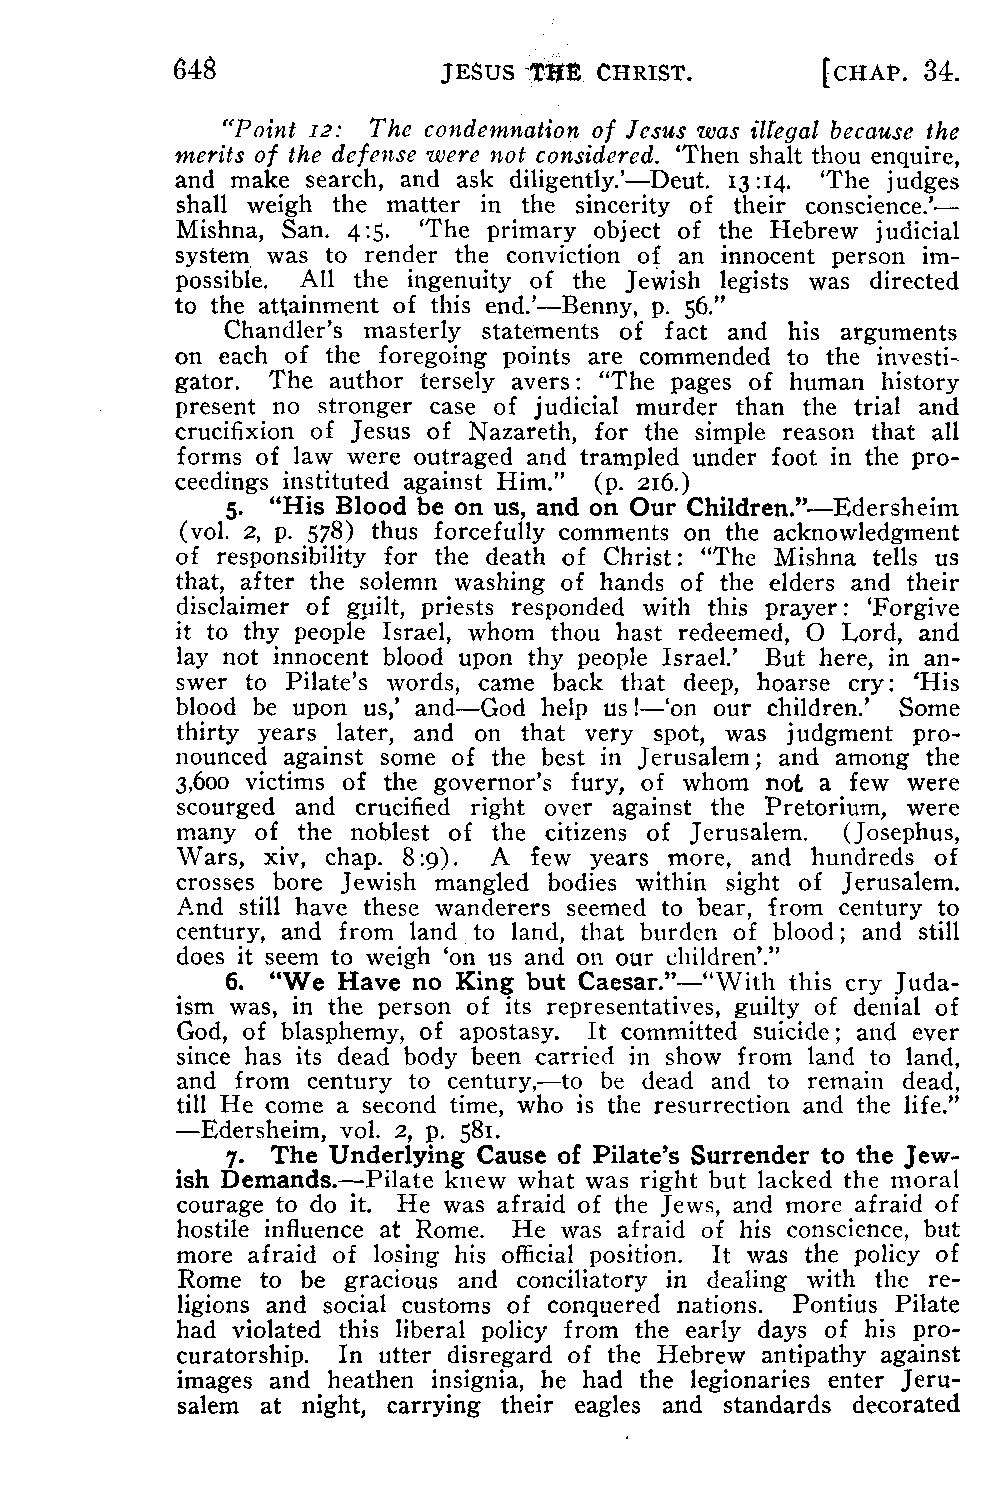 648 JESUS THE CHRIST. [CHAP. 34.
"Point 12: The condemnation of Jesus was illegal because the
merits of the defense were not considered. 'Then shalt thou enquire,
and make search, and ask diligently.'—Deut. 13:14. 'The judges
shall weigh the matter in the sincerity of their conscience.'—
Mishna, San. 4:5. 'The primary object of the Hebrew judicial
system was to render the conviction of an innocent person im-
possible. All the ingenuity of the Jewish legists was directed
to the attainment of this end.'—Benny, p. 56."
Chandler's masterly statements of fact and his arguments
on each of the foregoing points are commended to the investi-
gator. The author tersely avers: "The pages of human history
present no stronger case of judicial murder than the trial and
crucifixion of Jesus of Nazareth, for the simple reason that all
forms of law were outraged and trampled under foot in the pro-
ceedings instituted against Him." (p. 216.)
5. "His Blood be on us, and on Our Children."—Edersheim
(vol. 2, p. 578) thus forcefully comments on the acknowledgment
of responsibility for the death of Christ: "The Mishna tells us
that, after the solemn washing of hands of the elders and their
disclaimer of guilt, priests responded with this prayer: 'Forgive
it to thy people Israel, whom thou hast redeemed, O Lord, and
lay not innocent blood upon thy people Israel.' But here, in an-
swer to Pilate's words, came back that deep, hoarse cry: 'His
blood be upon us,' and—God help us!—'on our children.' Some
thirty years later, and on that very spot, was judgment pro-
nounced against some of the best in Jerusalem; and among the
3,600 victims of the governor's fury, of whom not a few were
scourged and crucified right over against the Pretorium, were
many of the noblest of the citizens of Jerusalem. (Josephus,
Wars, xiv, chap. 8:9). A few years more, and hundreds of
crosses bore Jewish mangled bodies within sight of Jerusalem.
And still have these wanderers seemed to bear, from century to
century, and from land to land, that burden of blood; and still
does it seem to weigh 'on us and on our children'."
6. "We Have no King but Caesar."—"With this cry Juda-
ism was, in the person of its representatives, guilty of denial of
God, of blasphemy, of apostasy. It committed suicide; and ever
since has its dead body been carried in show from land to land,
and from century to century,—to be dead and to remain dead,
till He come a second time, who is the resurrection and the life."
—Edersheim, vol. 2, p. 581.
7. The Underlying Cause of Pilate's Surrender to the Jew-
ish Demands.—Pilate knew what was right but lacked the moral
courage to do it. He was afraid of the Jews, and more afraid of
hostile influence at Rome. He was afraid of his conscience, but
more afraid of losing his official position. It was the policy of
Rome to be gracious and conciliatory in dealing with the re-
ligions and social customs of conquered nations. Pontius Pilate
had violated this liberal policy from the early days of his pro-
curatorship. In utter disregard of the Hebrew antipathy against
images and heathen insignia, he had the legionaries enter Jeru-
salem at night, carrying their eagles and standards decorated